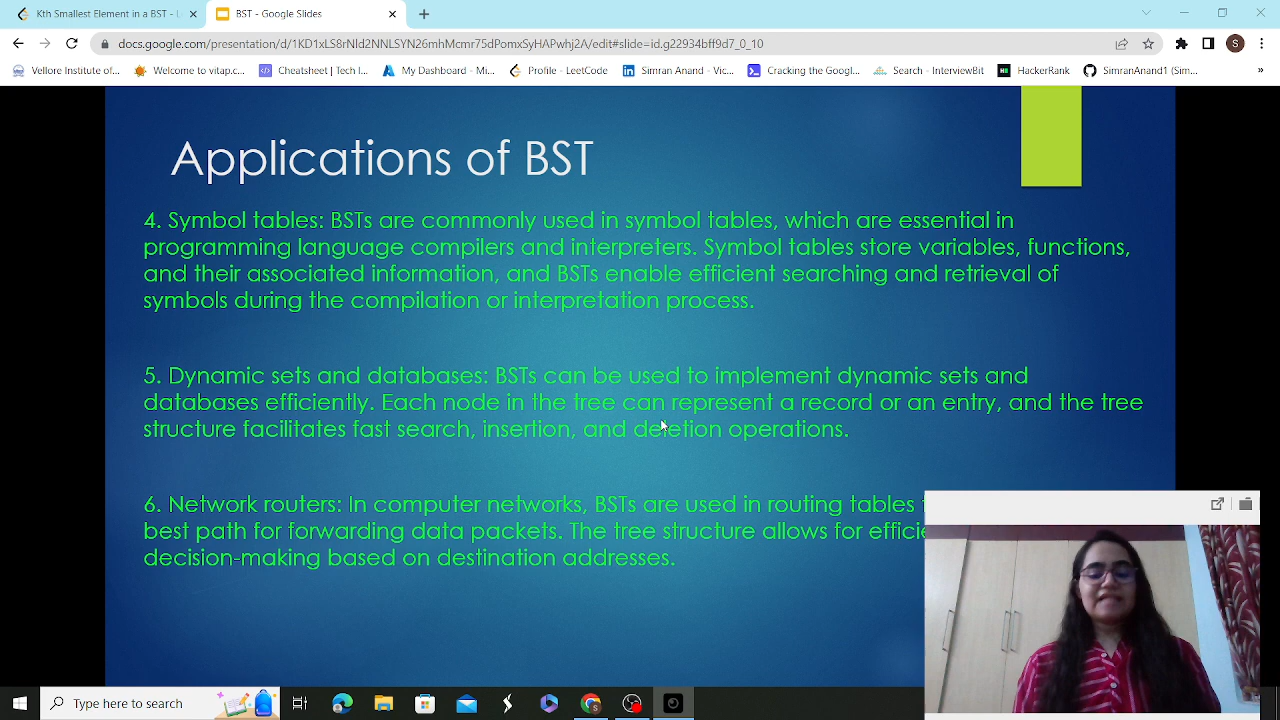 Kth Smallest Element in a BST -
BST - Google Slides
docs.google.com/presentation/d/1KD1xLS8rNld2NNLSYN26mhMcmr75dPomxSyHAPwhj2A/edit#slide=id.g22934bff9d7_0_10
S
Vellore Institute of... Welcome to vitap.c... Cheatsheet | Tech I... My Dashboard - Mi... Profile - LeetCode Simran Anand - Vic... Cracking the Googl... Search - InterviewBit HackerRank SimranAnand1 (Sim... »
Applications of BST
4. Symbol tables: BSTs are commonly used in symbol tables, which are essential in
programming language compilers and interpreters. Symbol tables store variables, functions,
and their associated information, and BSTs enable efficient searching and retrieval of
symbols during the compilation or interpretation process.
5. Dynamic sets and databases: BSTs can be used to implement dynamic sets and
databases efficiently. Each node in the tree can represent a record or an entry, and the tree
structure facilitates fast search, insertion, and deletion operations.
6. Network routers: In computer networks, BSTs are used in routing tables
best path for forwarding data packets. The tree structure allows for
decision-making based on destination addresses.
Type here to search